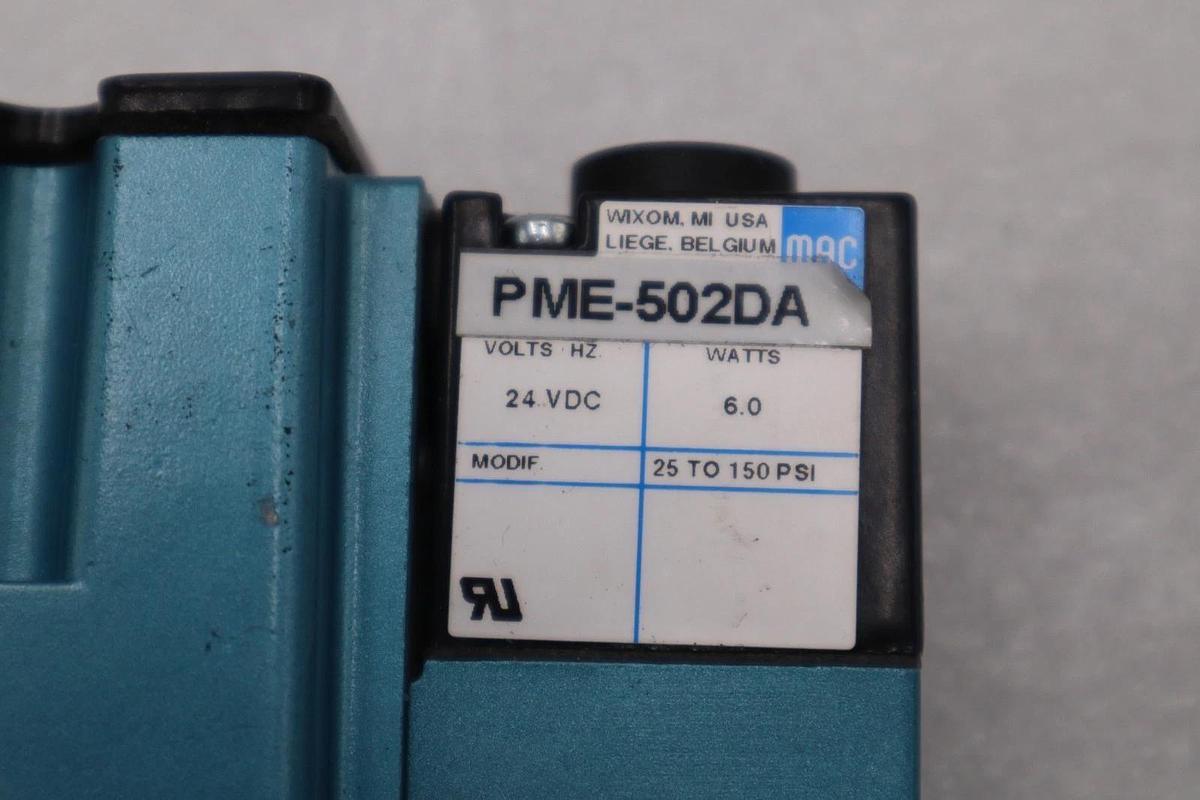 WIXOM, MI USA
LIEGE, BELGIUM
mac
PME-502DA
VOLTS HZ. WATTS
24 VDC 6.0
MODIF. 25 TO 150 PSI
RU